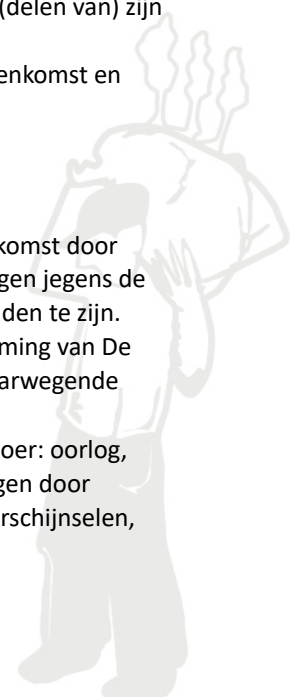 (delen van) zijn
enkomst en
komst door
gen jegens de
den te zijn.
ming van De
arwegende
oer: oorlog,
gen door
rschijnselen,